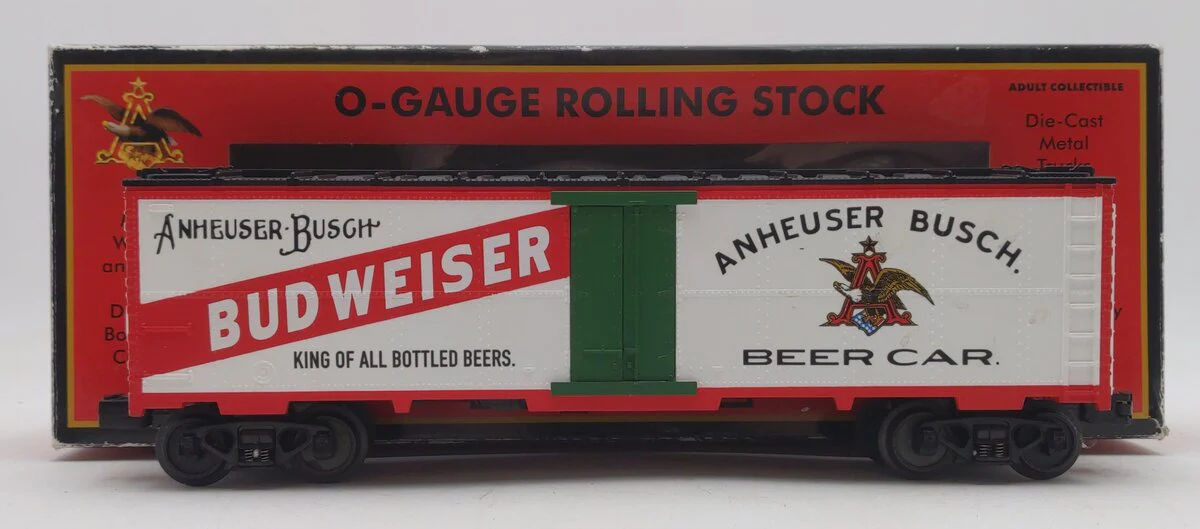 O-GAUGE ROLLING STOCK
ADULT COLLECTIBLE
Die-Cast
Metal
Trucks
ANHEUSER-BUSCH
BUDWEISER
KING OF ALL BOTTLED BEERS.
ANHEUSER BUSCH.
A
BEER CAR.